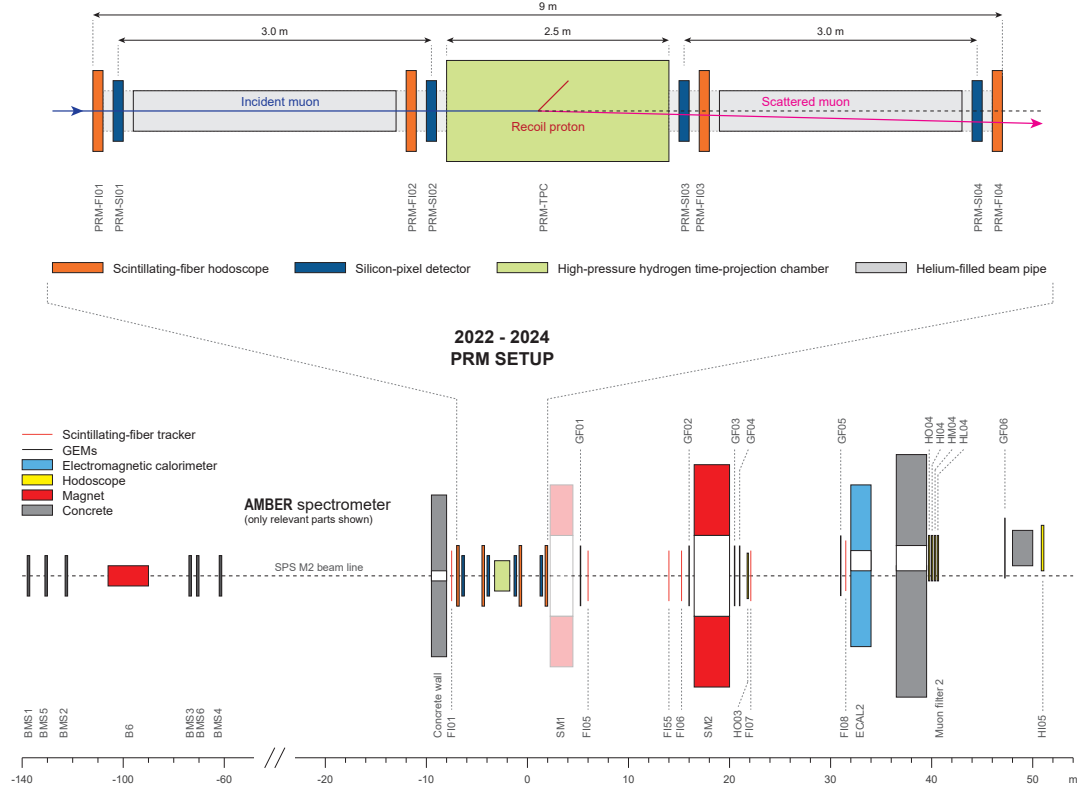 9 m
3.0 m
2.5 m
3.0 m
Incident muon
Recoil proton
Scattered muon
PRM-FI01
PRM-SI01
PRM-FI02
PRM-SI02
PRM-TPC
PRM-SI03
PRM-FI03
PRM-SI04
PRM-FI04
Scintillating-fiber hodoscope
Silicon-pixel detector
High-pressure hydrogen time-projection chamber
Helium-filled beam pipe
2022 - 2024
PRM SETUP
Scintillating-fiber tracker
GEMs
Electromagnetic calorimeter
Hodoscope
Magnet
Concrete
AMBER spectrometer
(only relevant parts shown)
SPS M2 beam line
GF01
GF02
GF03
GF04
GF05
HO04
HI04
HM04
HL04
GF06
BMS1
BMS5
BMS2
B6
BMS3
BMS6
BMS4
Concrete wall
FI01
SM1
FI05
FI55
FI06
SM2
HO03
FI07
FI08
ECAL2
Muon filter 2
HI05
-140
-100
-60
-20
-10
0
10
20
30
40
50
m